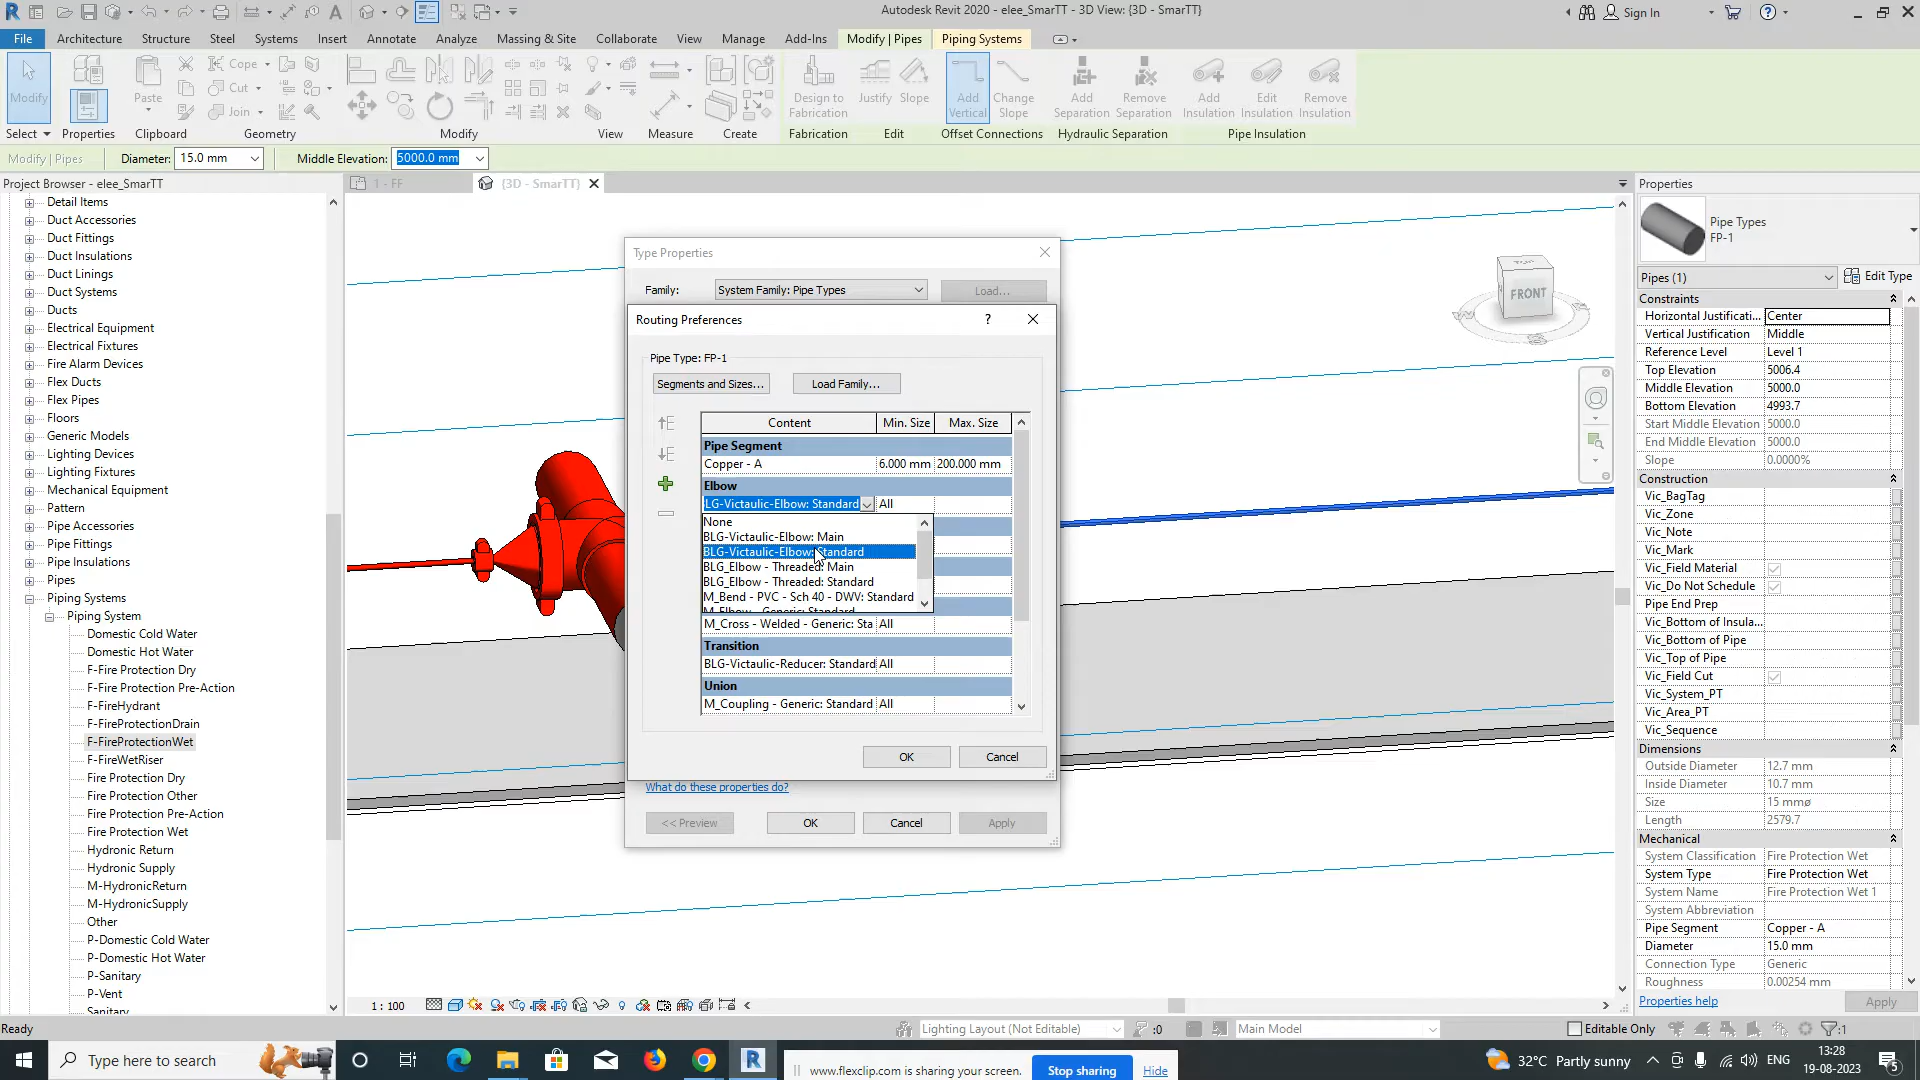 Autodesk Revit 2020 - elee_SmarTT - 3D View: {3D - SmarTT}
Sign In
File Architecture Structure Steel Systems Insert Annotate Analyze Massing & Site Collaborate View Manage Add-Ins Modify | Pipes Piping Systems
Modify
Paste
Cope
Cut
Join
Design to Fabrication
Justify
Slope
Add Vertical
Change Slope
Add Separation
Remove Separation
Add Insulation
Edit Insulation
Remove Insulation
Select Properties Clipboard Geometry Modify View Measure Create Fabrication Edit Offset Connections Hydraulic Separation Pipe Insulation
Modify | Pipes Diameter: 15.0 mm Middle Elevation: 5000.0 mm
Project Browser - elee_SmarTT
Detail Items
Duct Accessories
Duct Fittings
Duct Insulations
Duct Linings
Duct Systems
Ducts
Electrical Equipment
Electrical Fixtures
Fire Alarm Devices
Flex Ducts
Flex Pipes
Floors
Generic Models
Lighting Devices
Lighting Fixtures
Mechanical Equipment
Pattern
Pipe Accessories
Pipe Fittings
Pipe Insulations
Pipes
Piping Systems
Piping System
Domestic Cold Water
Domestic Hot Water
F-Fire Protection Dry
F-Fire Protection Pre-Action
F-FireHydrant
F-FireProtectionDrain
F-FireProtectionWet
F-FireWetRiser
Fire Protection Dry
Fire Protection Other
Fire Protection Pre-Action
Fire Protection Wet
Hydronic Return
Hydronic Supply
M-HydronicReturn
M-HydronicSupply
Other
P-Domestic Cold Water
P-Domestic Hot Water
P-Sanitary
P-Vent
Sanitary
1 - FF
{3D - SmarTT}
FRONT
Type Properties
Family: System Family: Pipe Types Load...
Routing Preferences ?
Pipe Type: FP-1
Segments and Sizes... Load Family...
Content Min. Size Max. Size
Pipe Segment
Copper - A 6.000 mm 200.000 mm
Elbow
LG-Victaulic-Elbow: Standard All
None
BLG-Victaulic-Elbow: Main
BLG-Victaulic-Elbow: Standard
BLG_Elbow - Threaded: Main
BLG_Elbow - Threaded: Standard
M_Bend - PVC - Sch 40 - DWV: Standard
M_Elbow - Generic: Standard
M_Cross - Welded - Generic: Sta All
Transition
BLG-Victaulic-Reducer: Standard All
Union
M_Coupling - Generic: Standard All
OK Cancel
What do these properties do?
<< Preview OK Cancel Apply
Properties
Pipe Types
FP-1
Pipes (1) Edit Type
Constraints
Horizontal Justificati... Center
Vertical Justification Middle
Reference Level Level 1
Top Elevation 5006.4
Middle Elevation 5000.0
Bottom Elevation 4993.7
Start Middle Elevation 5000.0
End Middle Elevation 5000.0
Slope 0.0000%
Construction
Vic_BagTag
Vic_Zone
Vic_Note
Vic_Mark
Vic_Field Material
Vic_Do Not Schedule
Pipe End Prep
Vic_Bottom of Insula...
Vic_Bottom of Pipe
Vic_Top of Pipe
Vic_Field Cut
Vic_System_PT
Vic_Area_PT
Vic_Sequence
Dimensions
Outside Diameter 12.7 mm
Inside Diameter 10.7 mm
Size 15 mmø
Length 2579.7
Mechanical
System Classification Fire Protection Wet
System Type Fire Protection Wet
System Name Fire Protection Wet 1
System Abbreviation
Pipe Segment Copper - A
Diameter 15.0 mm
Connection Type Generic
Roughness 0.00254 mm
Properties help Apply
1 : 100
Ready
Lighting Layout (Not Editable) :0 Main Model Editable Only :1
Type here to search
www.flexclip.com is sharing your screen. Stop sharing Hide
32°C Partly sunny
ENG
13:28
19-08-2023
5